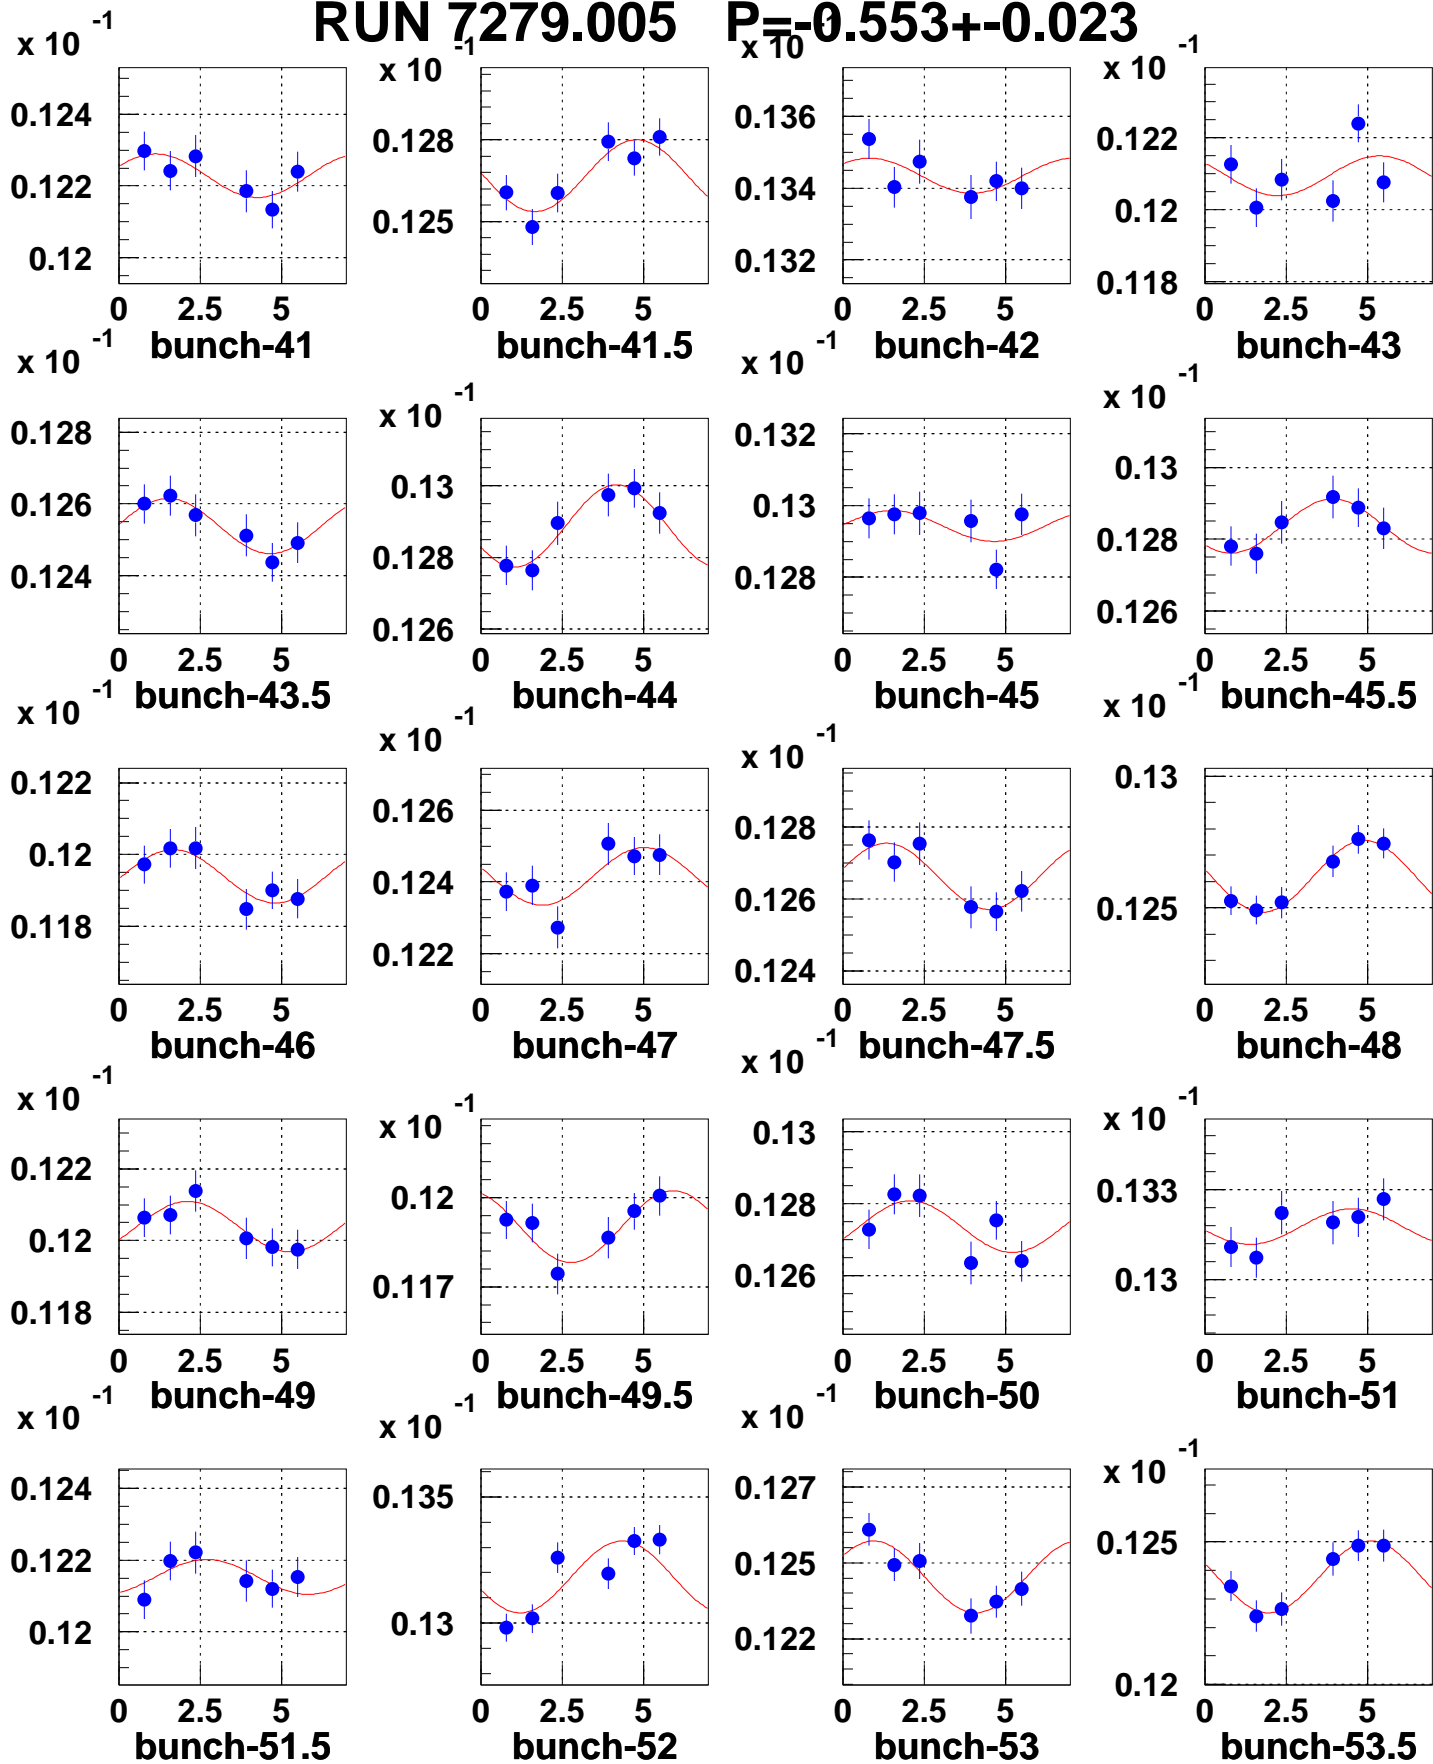 RUN 7279.005 P=-0.553+-0.023
x 10 -1 x 10 -1 x 10 -1 x 10 -1
0.124 0.128 0.136 0.122
0.122 0.125 0.134 0.12
0.12 0.132 0.118
0 2.5 5 0 2.5 5 0 2.5 5 0 2.5 5
bunch-41 bunch-41.5 bunch-42 bunch-43
x 10 -1 x 10 -1 x 10 -1 x 10 -1
0.128 0.13 0.132 0.13
0.126 0.128 0.13 0.128
0.124 0.126 0.128 0.126
0 2.5 5 0 2.5 5 0 2.5 5 0 2.5 5
bunch-43.5 bunch-44 bunch-45 bunch-45.5
x 10 -1 x 10 -1 x 10 -1 x 10 -1
0.122 0.126 0.128 0.13
0.12 0.124 0.126 0.125
0.118 0.122 0.124
0 2.5 5 0 2.5 5 0 2.5 5 0 2.5 5
bunch-46 bunch-47 bunch-47.5 bunch-48
x 10 -1 x 10 -1 x 10 -1 x 10 -1
0.122 0.12 0.13 0.133
0.12 0.117 0.128 0.13
0.118 0.126
0 2.5 5 0 2.5 5 0 2.5 5 0 2.5 5
bunch-49 bunch-49.5 bunch-50 bunch-51
x 10 -1 x 10 -1 x 10 -1 x 10 -1
0.124 0.135 0.127 0.125
0.122 0.13 0.125 0.12
0.12 0.122
0 2.5 5 0 2.5 5 0 2.5 5 0 2.5 5
bunch-51.5 bunch-52 bunch-53 bunch-53.5